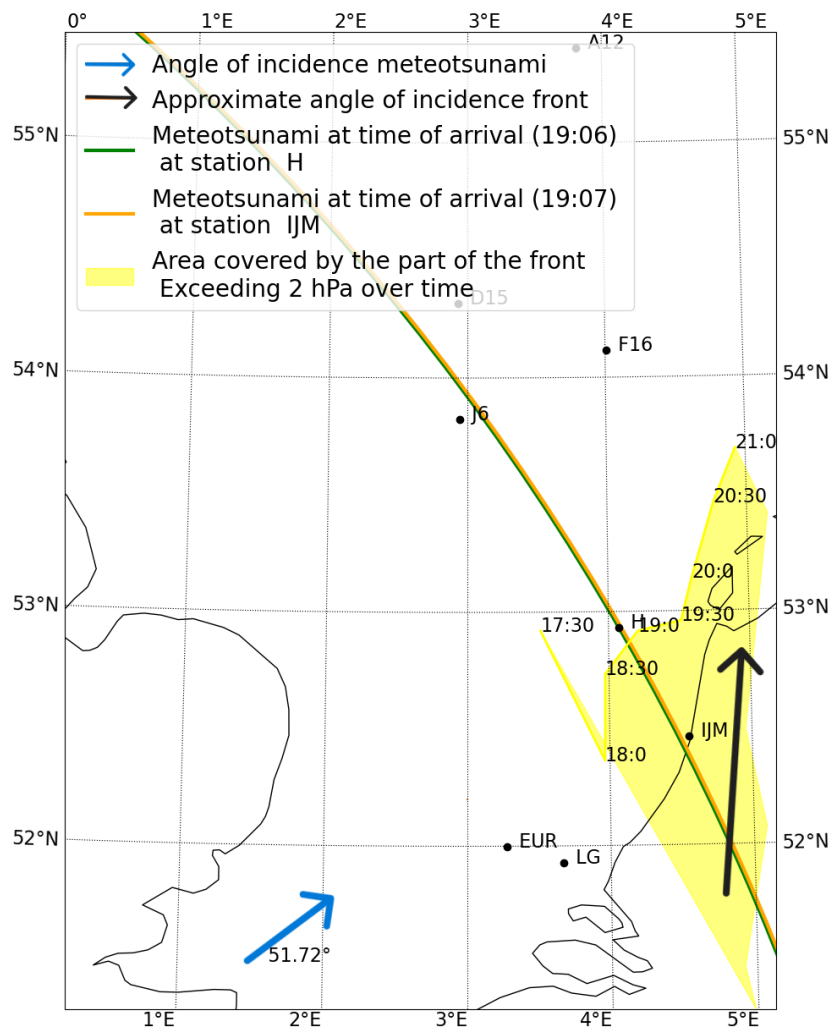 0° 1°E 2°E 3°E 4°E 5°E
A12
Angle of incidence meteotsunami
Approximate angle of incidence front
55°N 55°N
Meteotsunami at time of arrival (19:06)
at station H
Meteotsunami at time of arrival (19:07)
at station IJM
Area covered by the part of the front
Exceeding 2 hPa over time
D15
F16
54°N 54°N
J6
21:0
20:30
20:0
53°N 53°N
19:30
17:30 H 19:0
18:30
IJM
18:0
52°N EUR 52°N
LG
51.72°
1°E 2°E 3°E 4°E 5°E